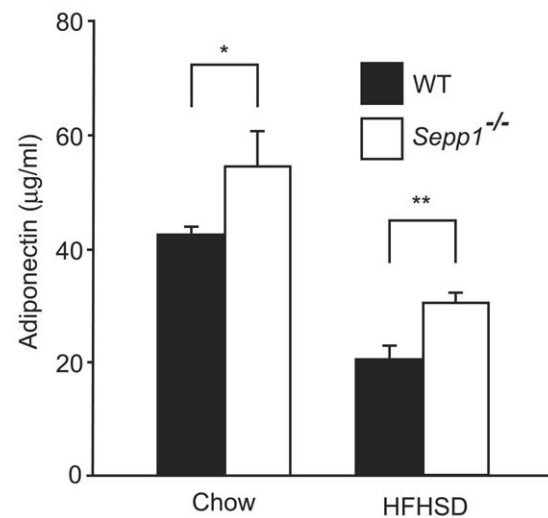 80
60
40
20
0
Adiponectin (μg/ml)
*
**
WT
Sepp1-/-
Chow
HFHSD